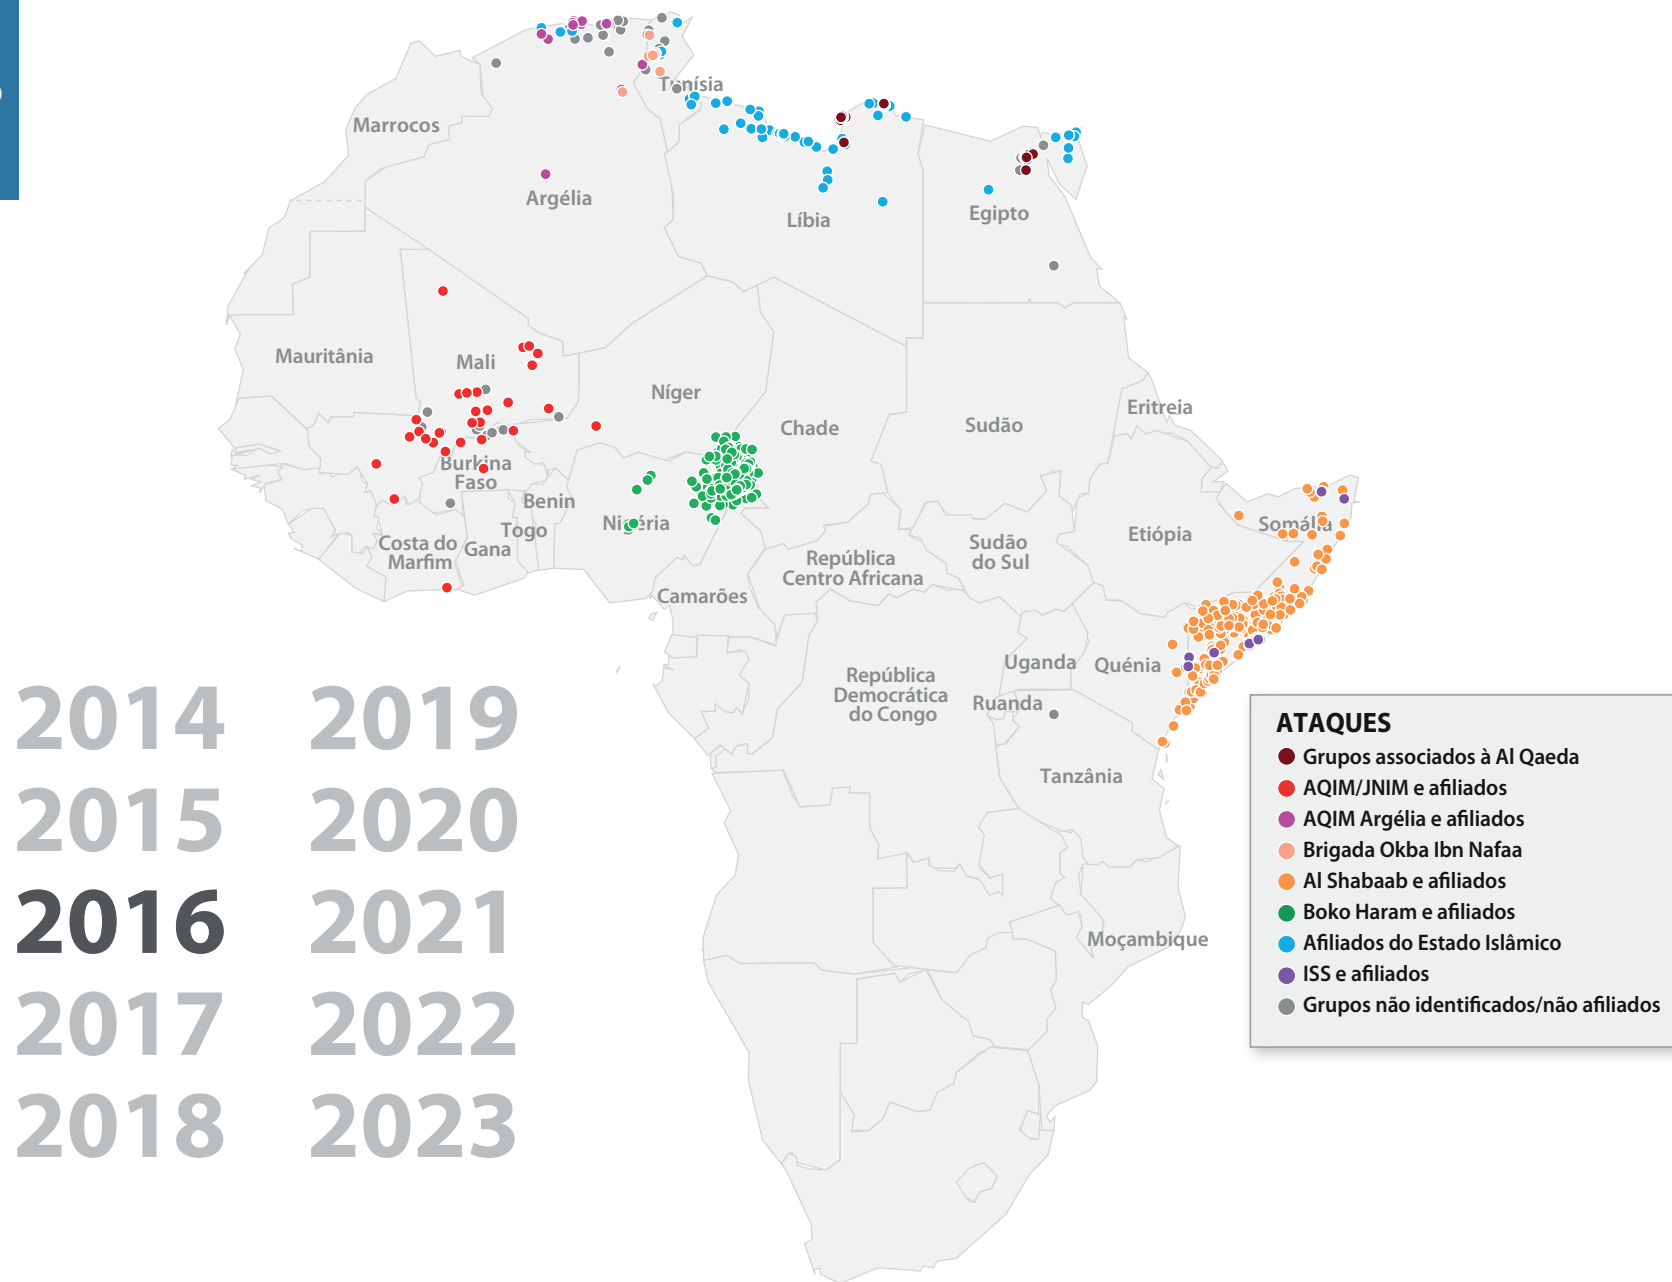 Tunísia
Marrocos
Argélia
Líbia
Egipto
Mauritânia
Mali
Níger
Chade
Sudão
Eritreia
Burkina
Faso
Benin
Togo
Nigéria
Costa do
Marfim
Gana
Camarões
República
Centro Africana
Sudão
do Sul
Etiópia
Somália
Uganda
Quénia
República
Democrática
do Congo
Ruanda
Tanzânia
Moçambique
2014
2015
2016
2017
2018
2019
2020
2021
2022
2023
ATAQUES
Grupos associados à Al Qaeda
AQIM/JNIM e afiliados
AQIM Argélia e afiliados
Brigada Okba Ibn Nafaa
Al Shabaab e afiliados
Boko Haram e afiliados
Afiliados do Estado Islâmico
ISS e afiliados
Grupos não identificados/não afiliados